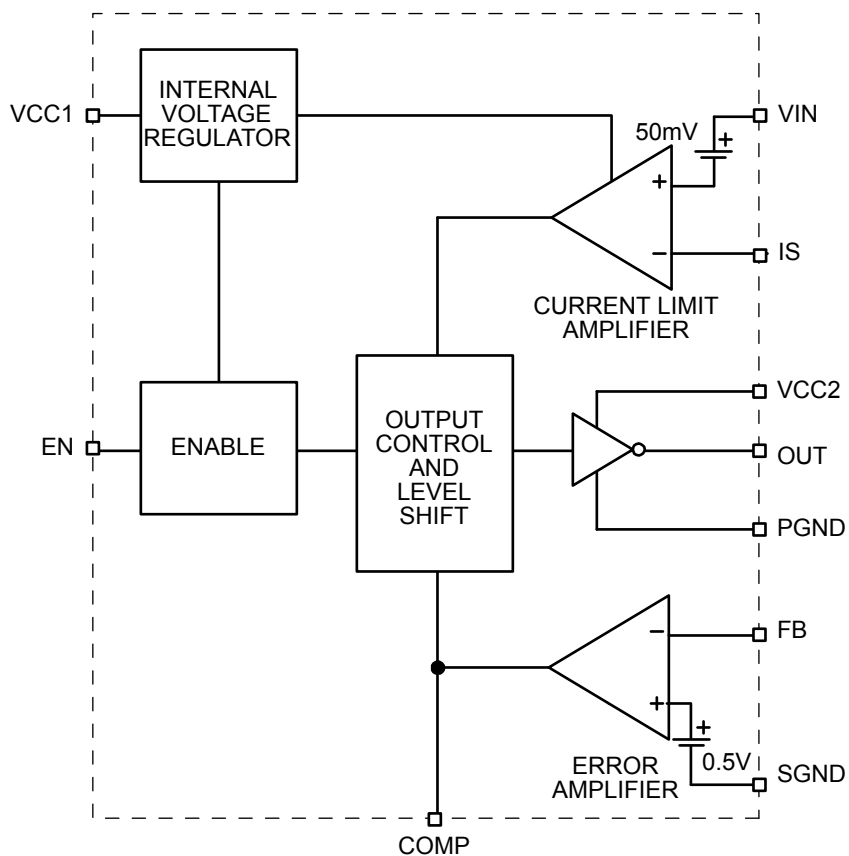 INTERNAL
VOLTAGE
REGULATOR
VCC1
50mV
+
VIN
+
−
IS
CURRENT LIMIT
AMPLIFIER
VCC2
EN
ENABLE
OUTPUT
CONTROL
AND
LEVEL
SHIFT
OUT
PGND
−
FB
+
+
0.5V
SGND
ERROR
AMPLIFIER
COMP